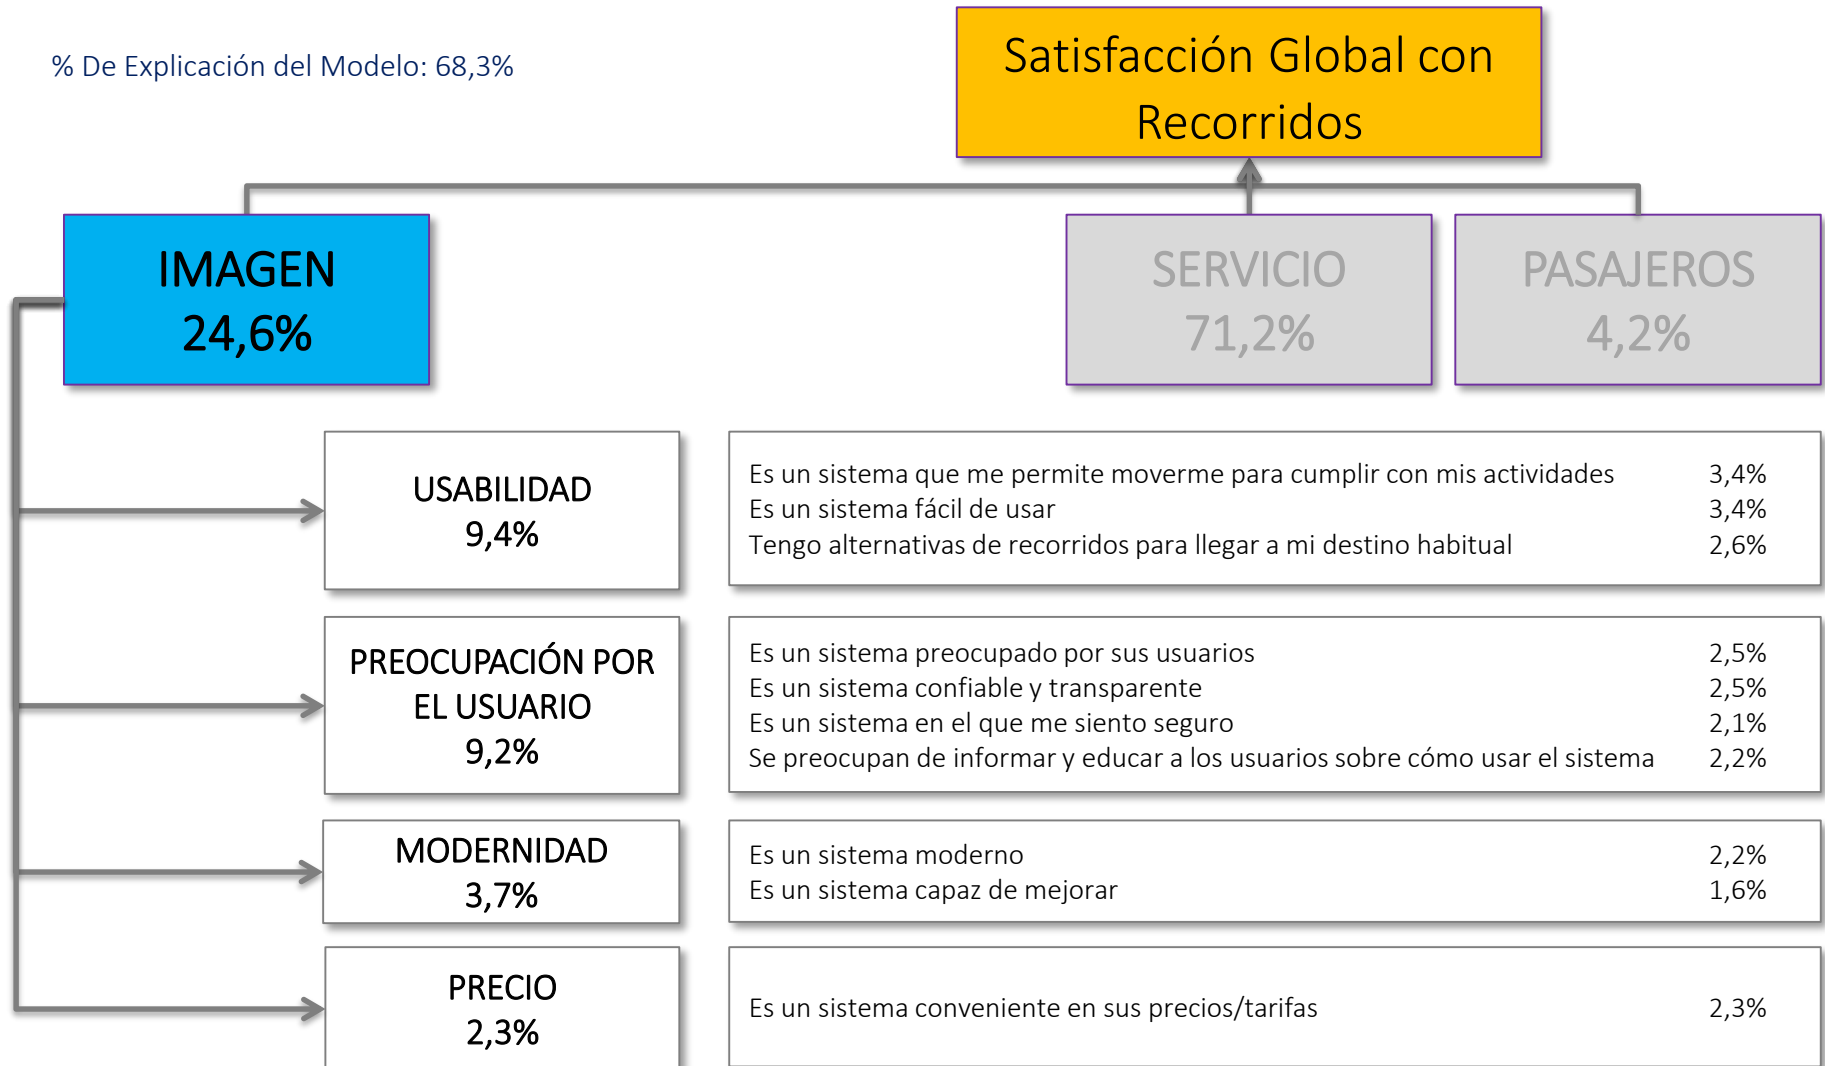 % De Explicación del Modelo: 68,3%
Satisfacción Global con
Recorridos
IMAGEN
24,6%
SERVICIO
71,2%
PASAJEROS
4,2%
USABILIDAD
9,4%
Es un sistema que me permite moverme para cumplir con mis actividades 3,4%
Es un sistema fácil de usar 3,4%
Tengo alternativas de recorridos para llegar a mi destino habitual 2,6%
PREOCUPACIÓN POR
EL USUARIO
9,2%
Es un sistema preocupado por sus usuarios 2,5%
Es un sistema confiable y transparente 2,5%
Es un sistema en el que me siento seguro 2,1%
Se preocupan de informar y educar a los usuarios sobre cómo usar el sistema 2,2%
MODERNIDAD
3,7%
Es un sistema moderno 2,2%
Es un sistema capaz de mejorar 1,6%
PRECIO
2,3%
Es un sistema conveniente en sus precios/tarifas 2,3%